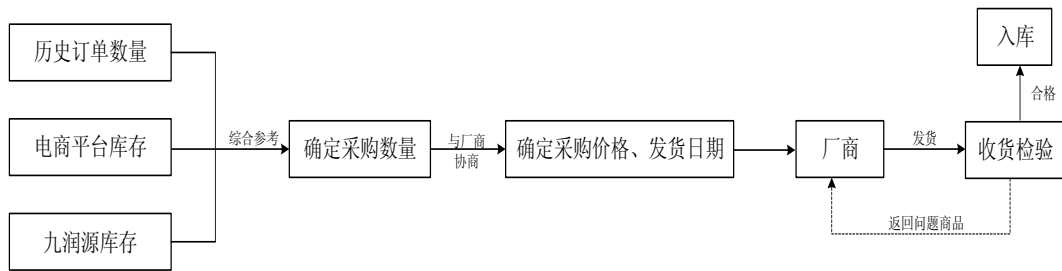 历史订单数量
电商平台库存
九润源库存
综合参考
确定采购数量
与厂商
协商
确定采购价格、发货日期
厂商
发货
收货检验
合格
入库
返回问题商品